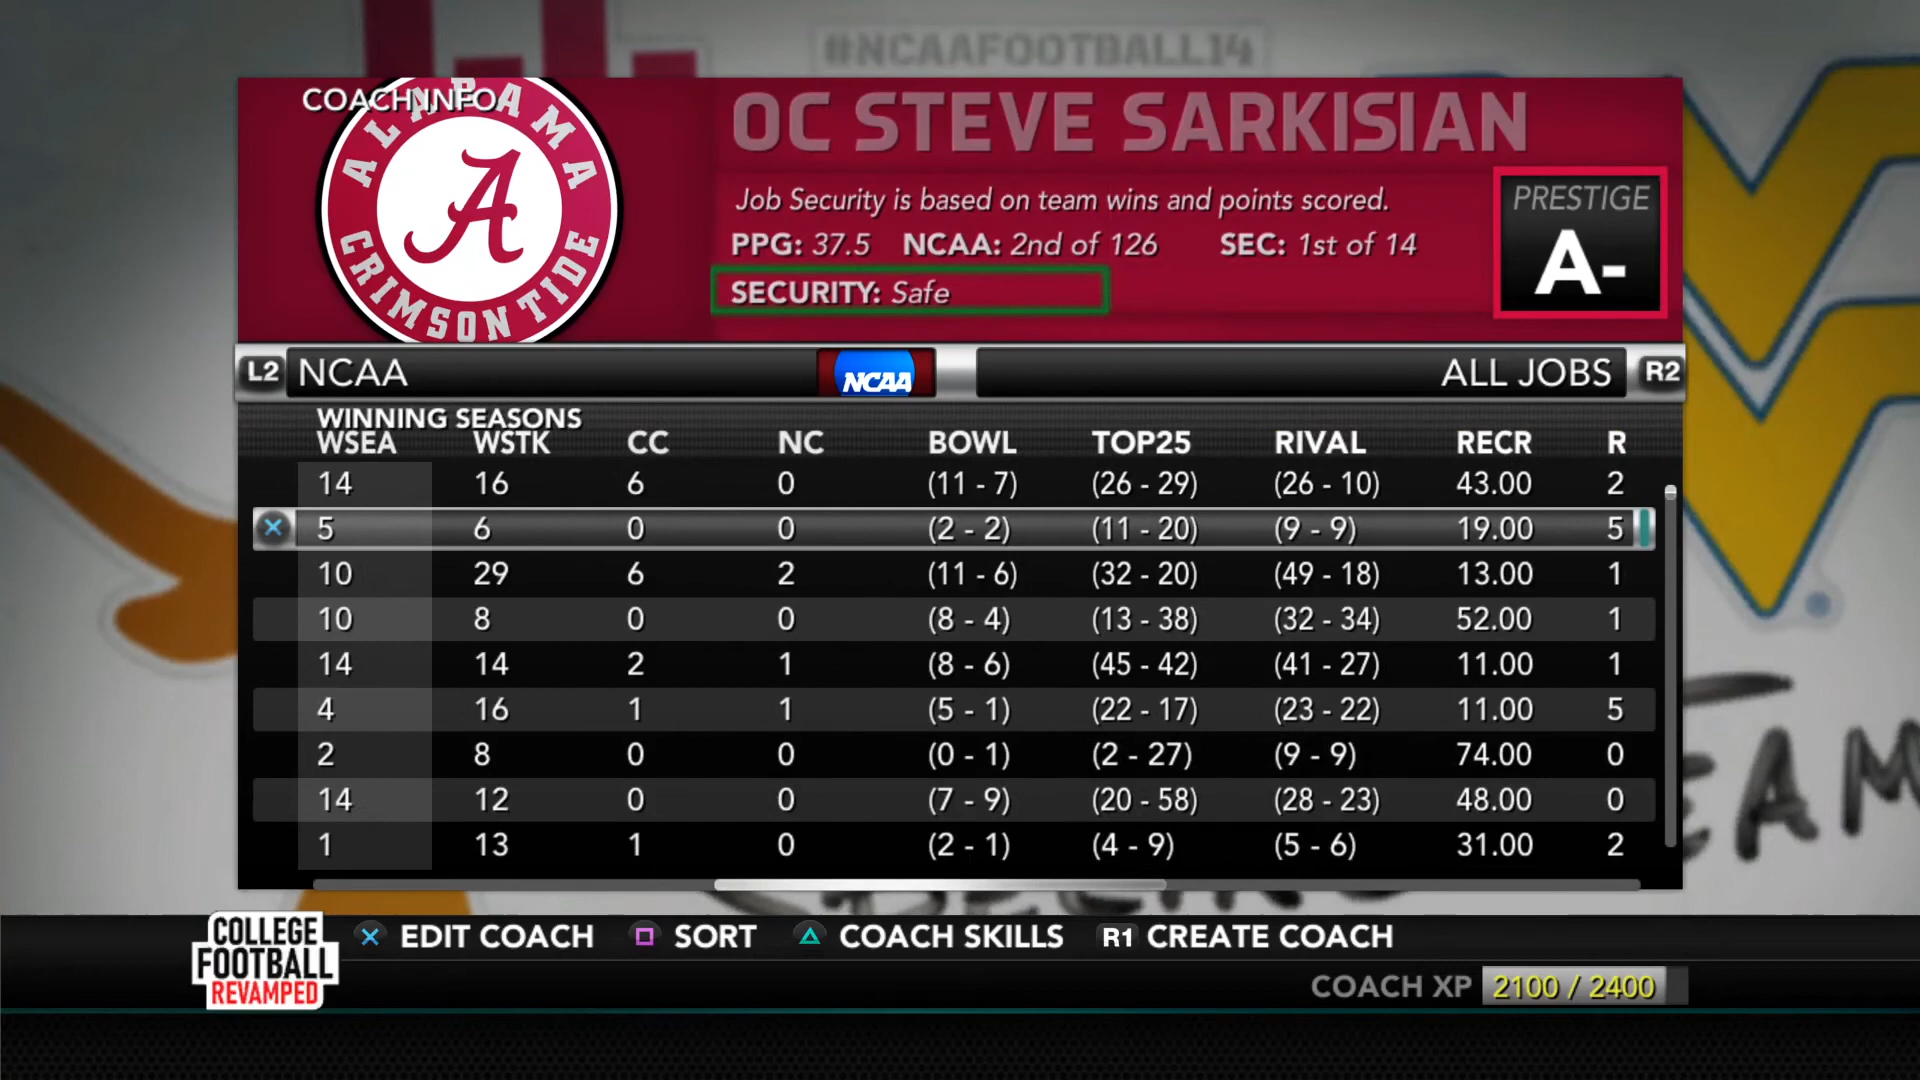 #NCAAFOOTBALL14
COACH INFO
ALABAMA
A
CRIMSON TIDE
OC STEVE SARKISIAN
Job Security is based on team wins and points scored.
PPG: 37.5 NCAA: 2nd of 126 SEC: 1st of 14
SECURITY: Safe
PRESTIGE
A-
L2 NCAA NCAA ALL JOBS R2
WINNING SEASONS
WSEA WSTK CC NC BOWL TOP25 RIVAL RECR R
14 16 6 0 (11 - 7) (26 - 29) (26 - 10) 43.00 2
5 6 0 0 (2 - 2) (11 - 20) (9 - 9) 19.00 5
10 29 6 2 (11 - 6) (32 - 20) (49 - 18) 13.00 1
10 8 0 0 (8 - 4) (13 - 38) (32 - 34) 52.00 1
14 14 2 1 (8 - 6) (45 - 42) (41 - 27) 11.00 1
4 16 1 1 (5 - 1) (22 - 17) (23 - 22) 11.00 5
2 8 0 0 (0 - 1) (2 - 27) (9 - 9) 74.00 0
14 12 0 0 (7 - 9) (20 - 58) (28 - 23) 48.00 0
1 13 1 0 (2 - 1) (4 - 9) (5 - 6) 31.00 2
COLLEGE
FOOTBALL
REVAMPED
EDIT COACH SORT COACH SKILLS R1 CREATE COACH
COACH XP 2100 / 2400